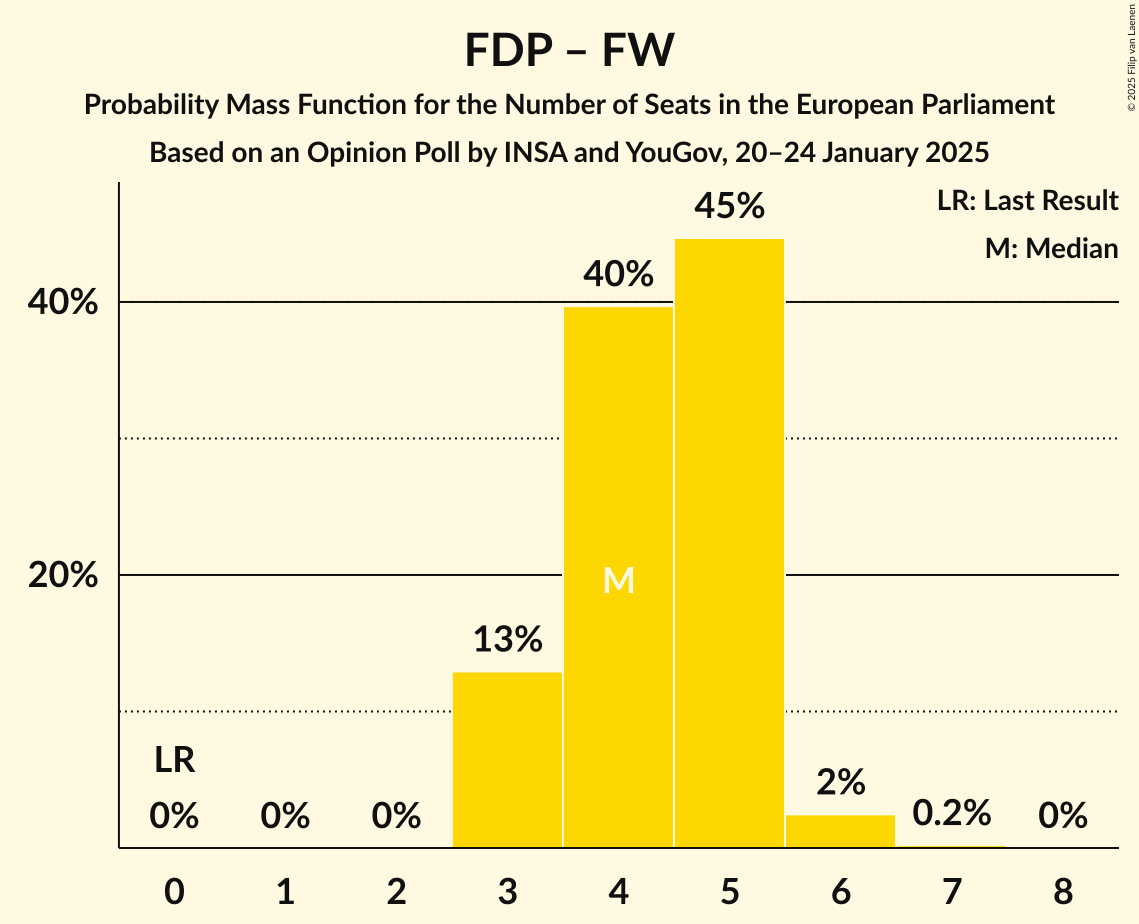 FDP – FW
Probability Mass Function for the Number of Seats in the European Parliament
Based on an Opinion Poll by INSA and YouGov, 20–24 January 2025
© 2025 Filip van Laenen
LR: Last Result
M: Median
45%
40%
40%
20%
M
13%
LR
0%
0%
0%
2%
0.2%
0%
0
1
2
3
4
5
6
7
8